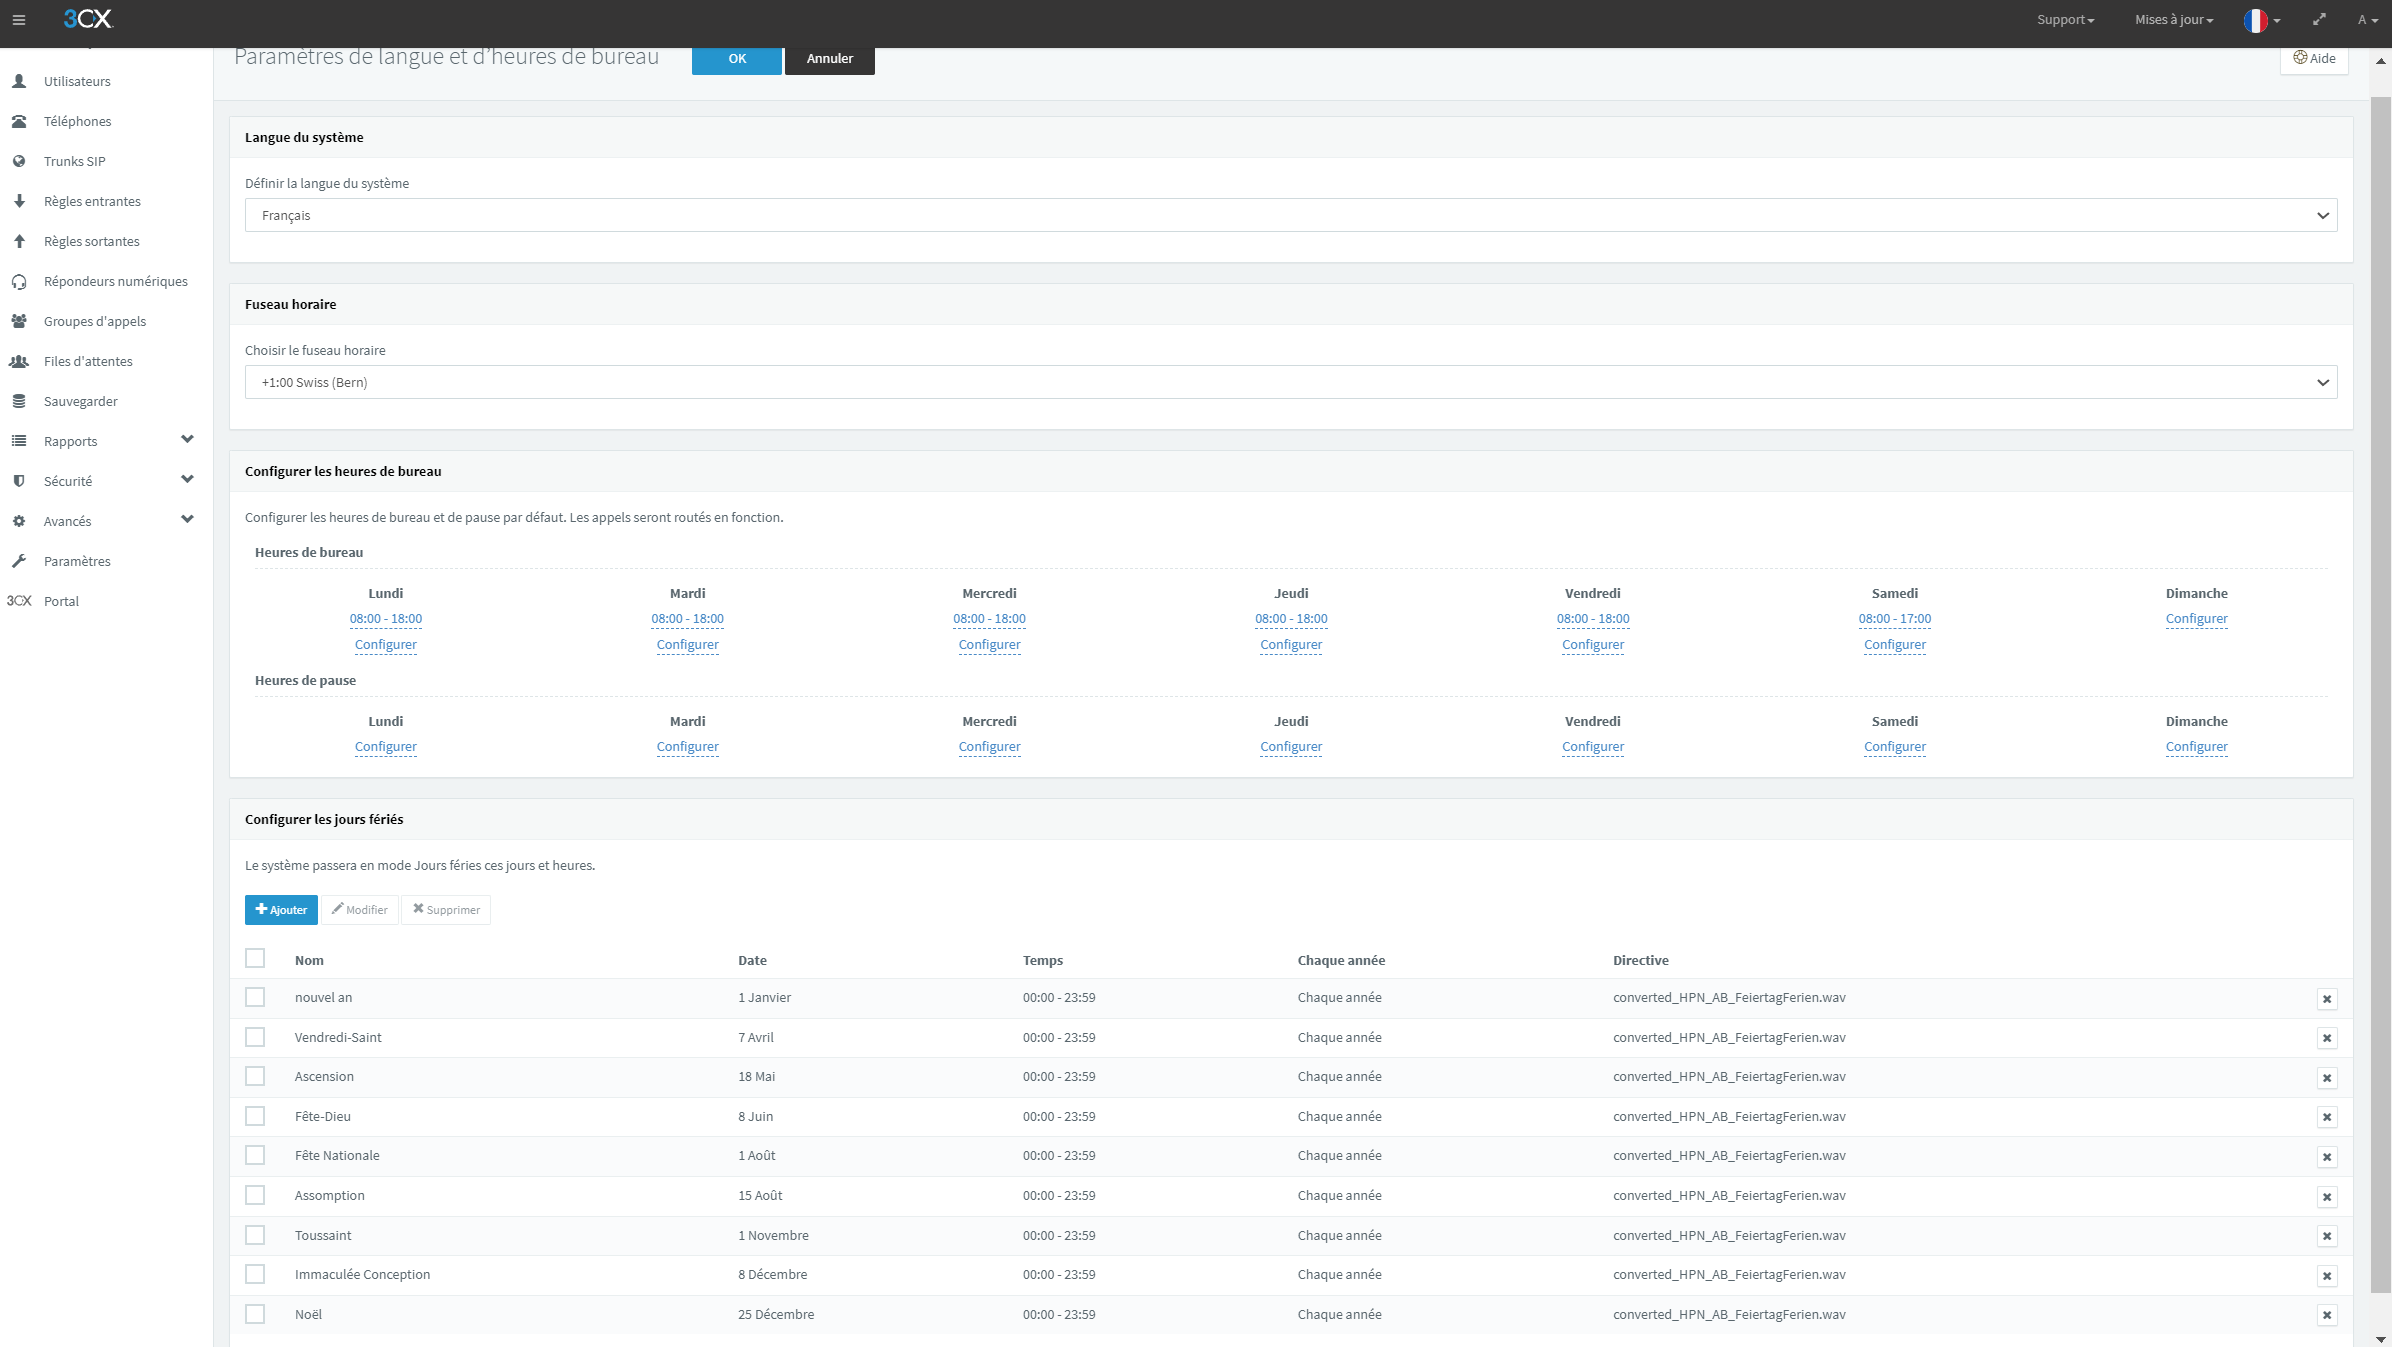 3CX
Support
Mises à jour
A
Paramètres de langue et d'heures de bureau
OK
Annuler
Aide
Utilisateurs
Téléphones
Trunks SIP
Règles entrantes
Règles sortantes
Répondeurs numériques
Groupes d'appels
Files d'attentes
Sauvegarder
Rapports
Sécurité
Avancés
Paramètres
3CX Portal
Langue du système
Définir la langue du système
Français
Fuseau horaire
Choisir le fuseau horaire
+1:00 Swiss (Bern)
Configurer les heures de bureau
Configurer les heures de bureau et de pause par défaut. Les appels seront routés en fonction.
Heures de bureau
Lundi Mardi Mercredi Jeudi Vendredi Samedi Dimanche
08:00 - 18:00 08:00 - 18:00 08:00 - 18:00 08:00 - 18:00 08:00 - 18:00 08:00 - 17:00 Configurer
Configurer Configurer Configurer Configurer Configurer Configurer
Heures de pause
Lundi Mardi Mercredi Jeudi Vendredi Samedi Dimanche
Configurer Configurer Configurer Configurer Configurer Configurer Configurer
Configurer les jours fériés
Le système passera en mode Jours féries ces jours et heures.
Ajouter Modifier Supprimer
Nom Date Temps Chaque année Directive
nouvel an 1 Janvier 00:00 - 23:59 Chaque année converted_HPN_AB_FeiertagFerien.wav
Vendredi-Saint 7 Avril 00:00 - 23:59 Chaque année converted_HPN_AB_FeiertagFerien.wav
Ascension 18 Mai 00:00 - 23:59 Chaque année converted_HPN_AB_FeiertagFerien.wav
Fête-Dieu 8 Juin 00:00 - 23:59 Chaque année converted_HPN_AB_FeiertagFerien.wav
Fête Nationale 1 Août 00:00 - 23:59 Chaque année converted_HPN_AB_FeiertagFerien.wav
Assomption 15 Août 00:00 - 23:59 Chaque année converted_HPN_AB_FeiertagFerien.wav
Toussaint 1 Novembre 00:00 - 23:59 Chaque année converted_HPN_AB_FeiertagFerien.wav
Immaculée Conception 8 Décembre 00:00 - 23:59 Chaque année converted_HPN_AB_FeiertagFerien.wav
Noël 25 Décembre 00:00 - 23:59 Chaque année converted_HPN_AB_FeiertagFerien.wav